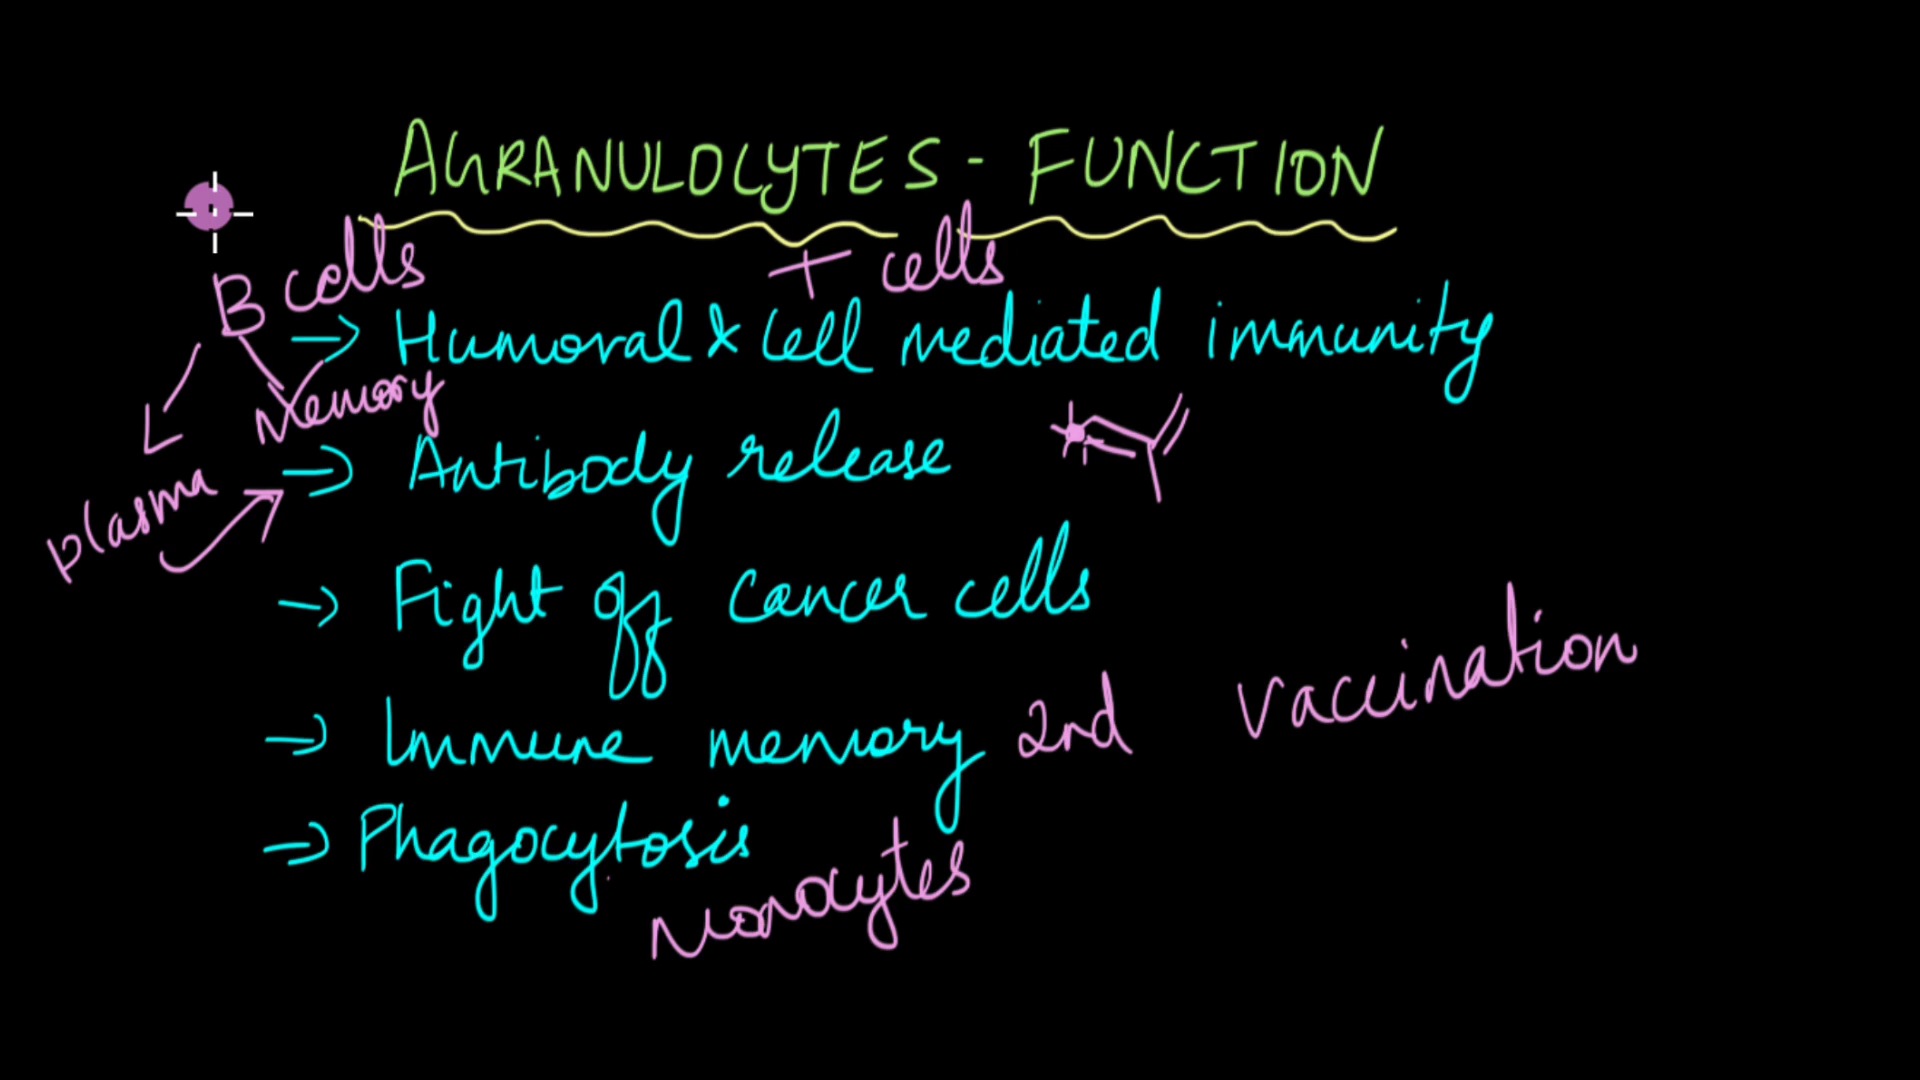 AGRANULOCYTES - FUNCTION
B cells
T cells
→ Humoral & Cell mediated immunity
Memory
→ Antibody release
plasma
→ Fight off cancer cells
→ Immune memory 2nd vaccination
→ Phagocytosis
Monocytes